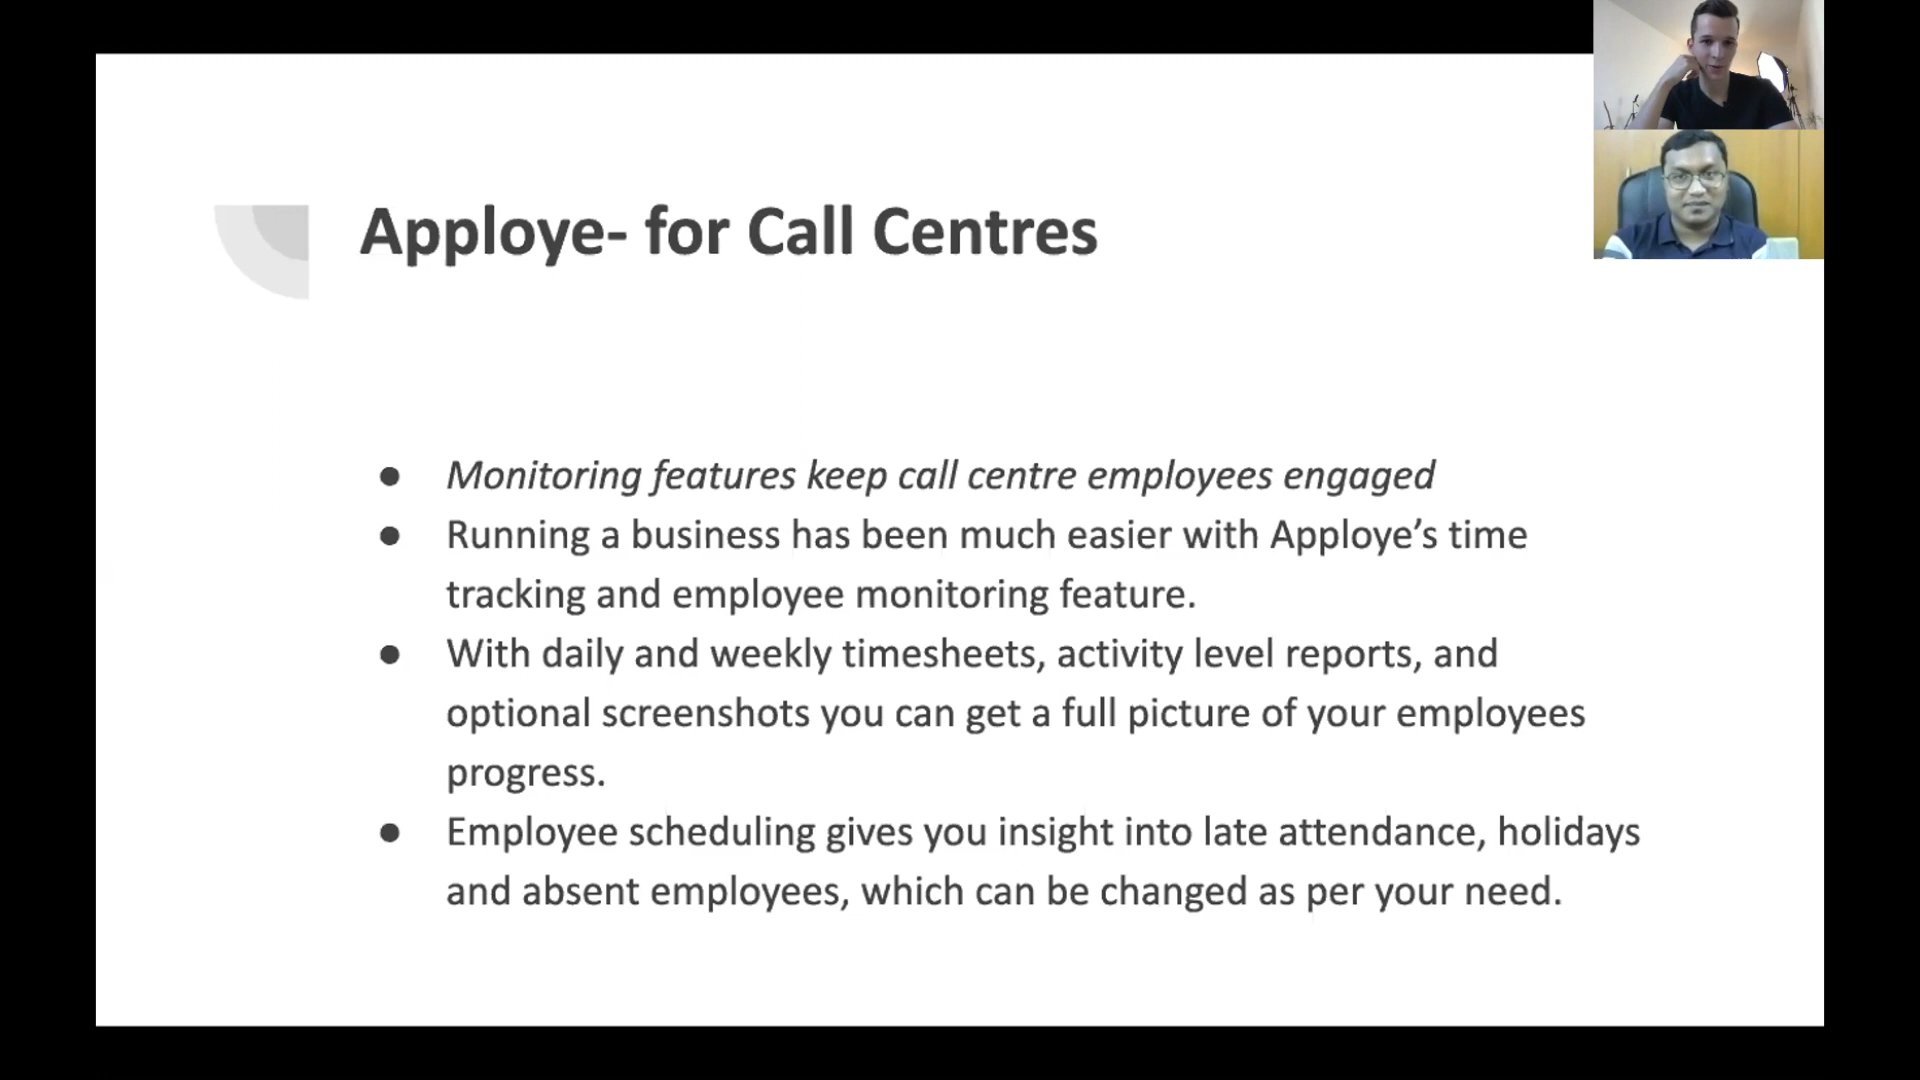 Apploye- for Call Centres
● Monitoring features keep call centre employees engaged
● Running a business has been much easier with Apploye’s time
tracking and employee monitoring feature.
● With daily and weekly timesheets, activity level reports, and
optional screenshots you can get a full picture of your employees
progress.
● Employee scheduling gives you insight into late attendance, holidays
and absent employees, which can be changed as per your need.